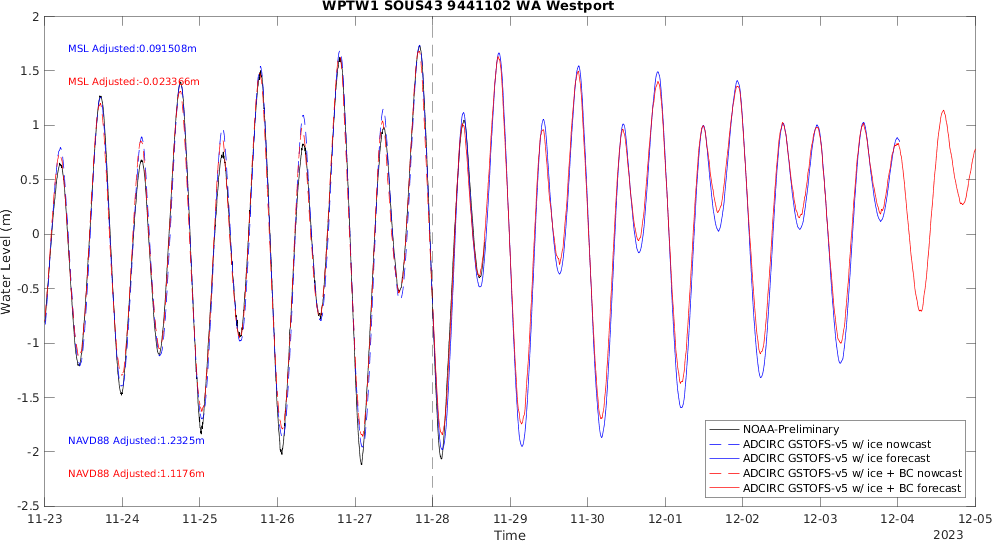 WPTW1 SOUS43 9441102 WA Westport
2
1.5
1
0.5
0
-0.5
-1
-1.5
-2
-2.5
Water Level (m)
MSL Adjusted:0.091508m
MSL Adjusted:-0.023366m
NAVD88 Adjusted:1.2325m
NAVD88 Adjusted:1.1176m
NOAA-Preliminary
ADCIRC GSTOFS-v5 w/ ice nowcast
ADCIRC GSTOFS-v5 w/ ice forecast
ADCIRC GSTOFS-v5 w/ ice + BC nowcast
ADCIRC GSTOFS-v5 w/ ice + BC forecast
11-23 11-24 11-25 11-26 11-27 11-28 11-29 11-30 12-01 12-02 12-03 12-04 12-05
Time
2023